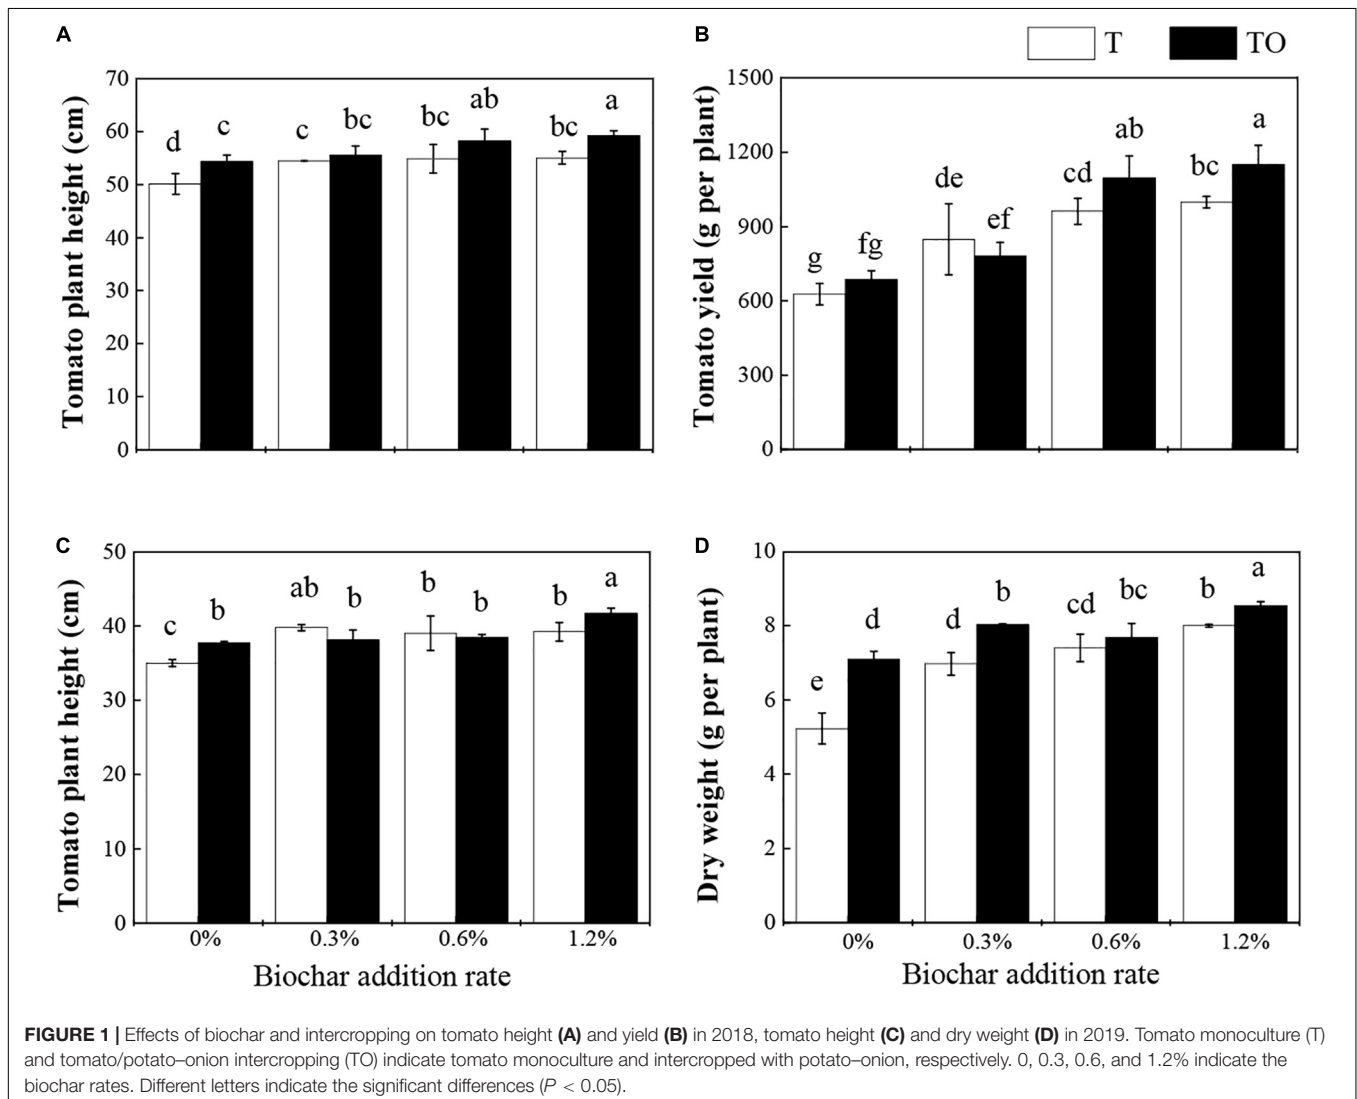 A
B
T
TO
Tomato plant height (cm)
70
60
50
40
30
20
10
0
d
c
c
bc
bc
ab
bc
a
Tomato yield (g per plant)
1500
1200
900
600
300
0
g
fg
de
ef
cd
ab
bc
a
C
Tomato plant height (cm)
50
40
30
20
10
0
c
b
ab
b
b
b
b
a
0%
0.3%
0.6%
1.2%
Biochar addition rate
D
Dry weight (g per plant)
10
8
6
4
2
0
e
d
d
b
cd
bc
b
a
0%
0.3%
0.6%
1.2%
Biochar addition rate
FIGURE 1 | Effects of biochar and intercropping on tomato height (A) and yield (B) in 2018, tomato height (C) and dry weight (D) in 2019. Tomato monoculture (T)
and tomato/potato–onion intercropping (TO) indicate tomato monoculture and intercropped with potato–onion, respectively. 0, 0.3, 0.6, and 1.2% indicate the
biochar rates. Different letters indicate the significant differences (P < 0.05).